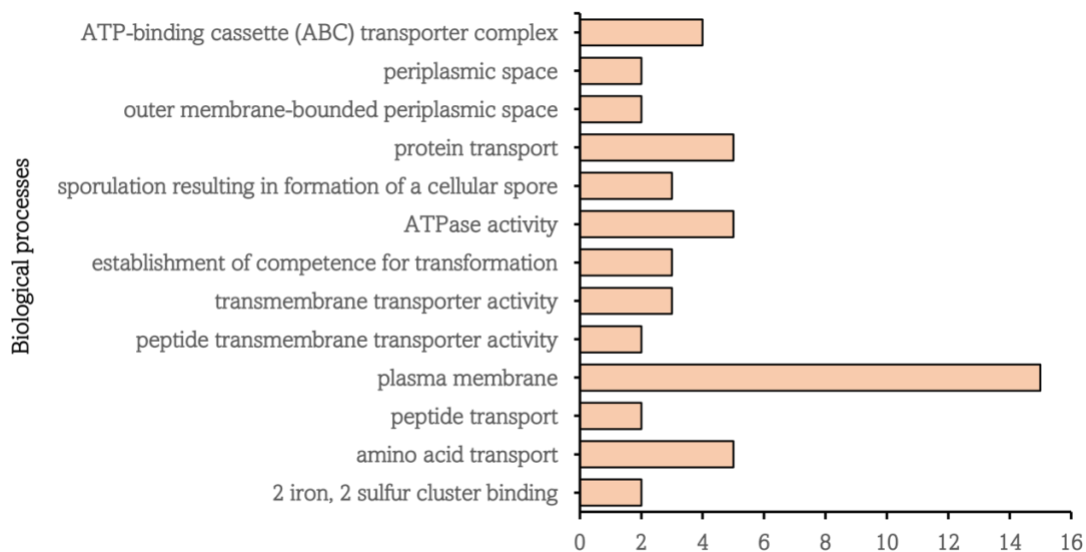 Biological processes
ATP-binding cassette (ABC) transporter complex
periplasmic space
outer membrane-bounded periplasmic space
protein transport
sporulation resulting in formation of a cellular spore
ATPase activity
establishment of competence for transformation
transmembrane transporter activity
peptide transmembrane transporter activity
plasma membrane
peptide transport
amino acid transport
2 iron, 2 sulfur cluster binding
0 2 4 6 8 10 12 14 16